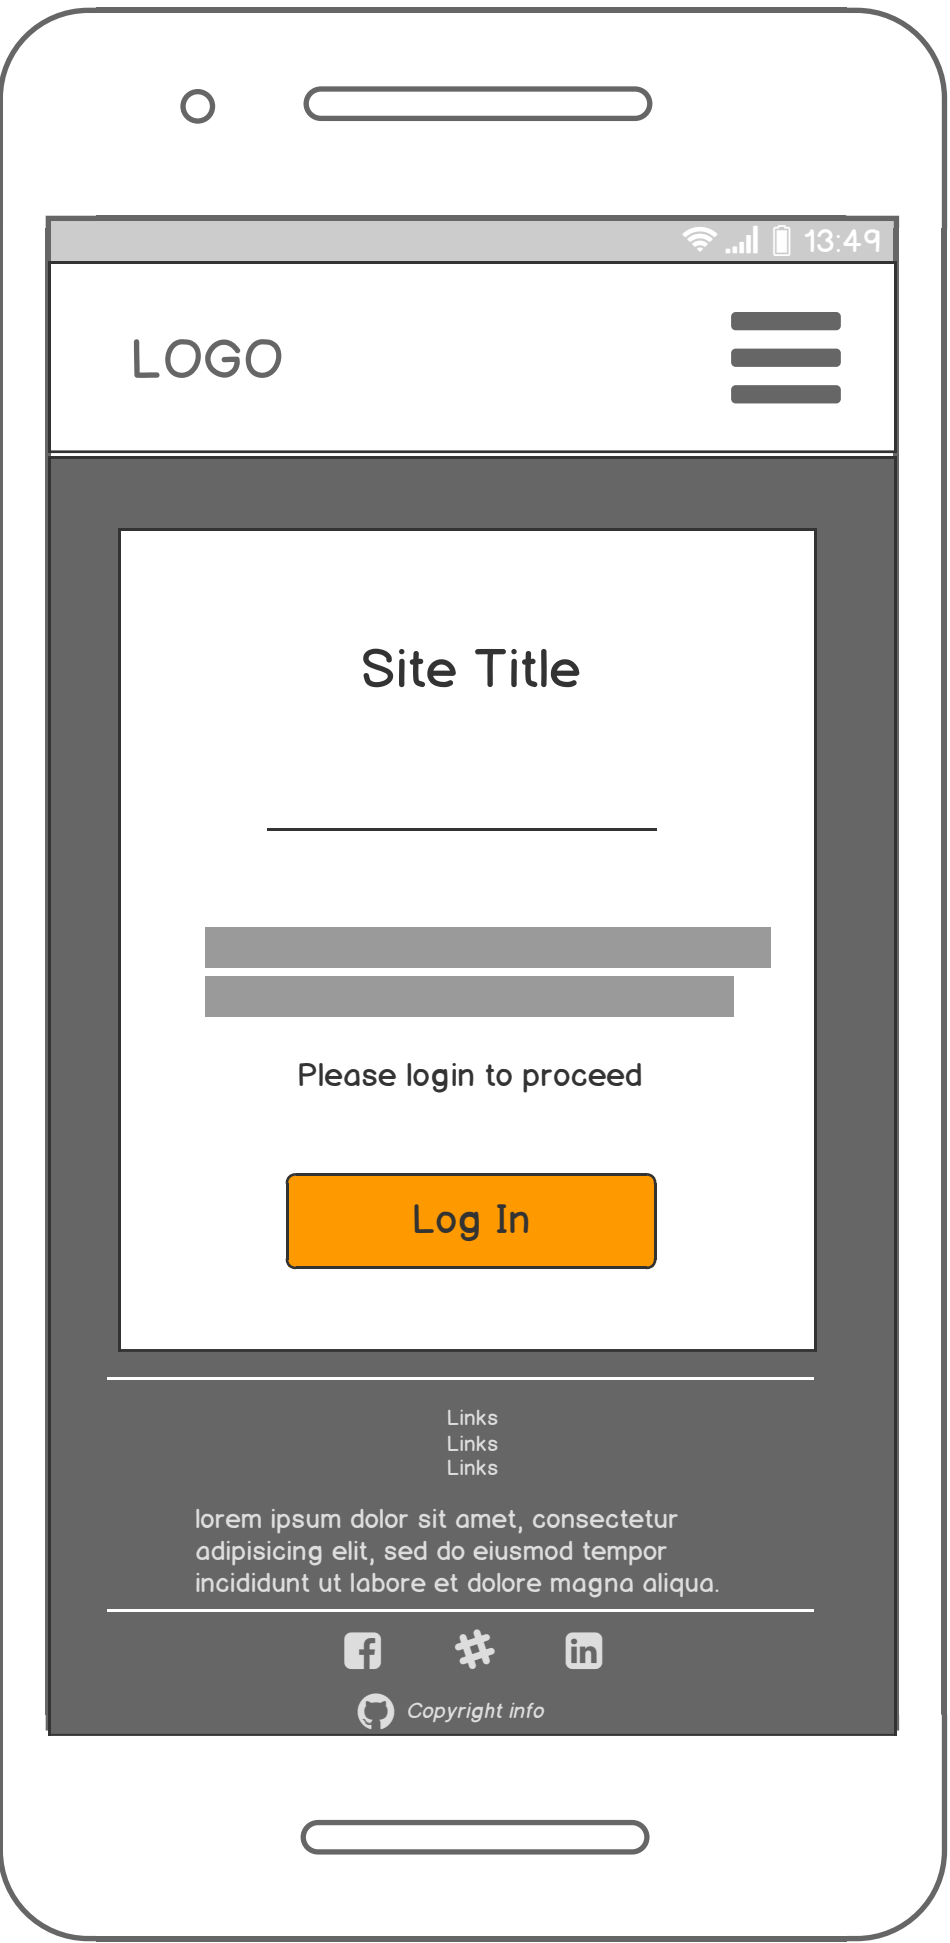 13:49
LOGO
Site Title
Please login to proceed
Log In
Links
Links
Links
lorem ipsum dolor sit amet, consectetur
adipisicing elit, sed do eiusmod tempor
incididunt ut labore et dolore magna aliqua.
Copyright info